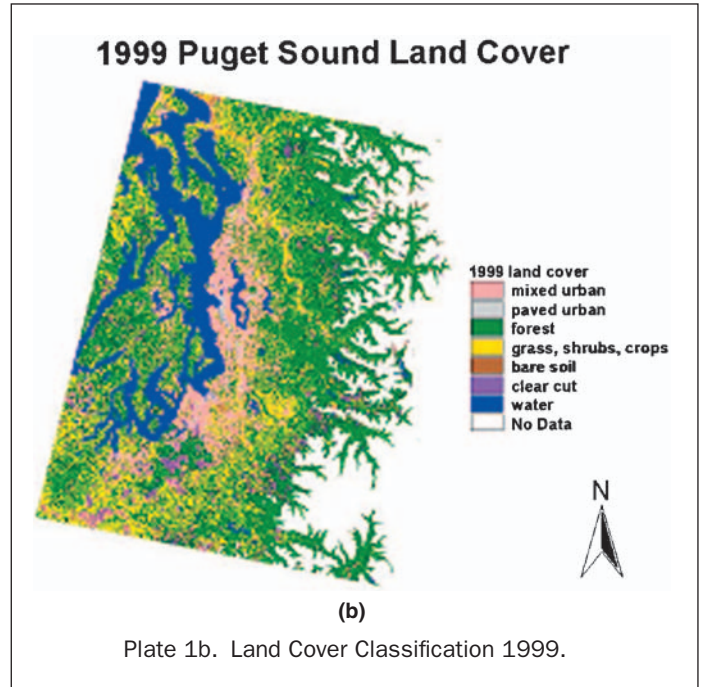 1999 Puget Sound Land Cover
1999 land cover
mixed urban
paved urban
forest
grass, shrubs, crops
bare soil
clear cut
water
No Data
N
(b)
Plate 1b. Land Cover Classification 1999.